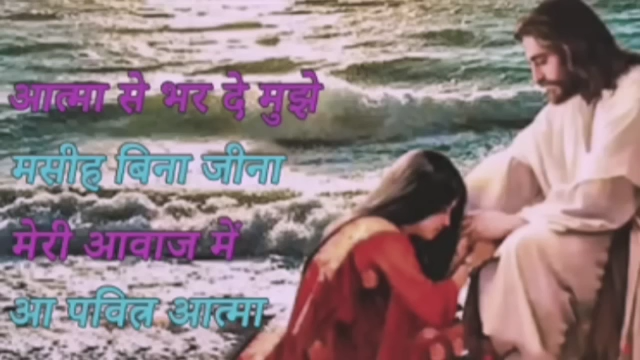 आत्मा से भर दे मुझे
मसीह बिना जीना
मेरी आवाज में
आ पवित्र आत्मा